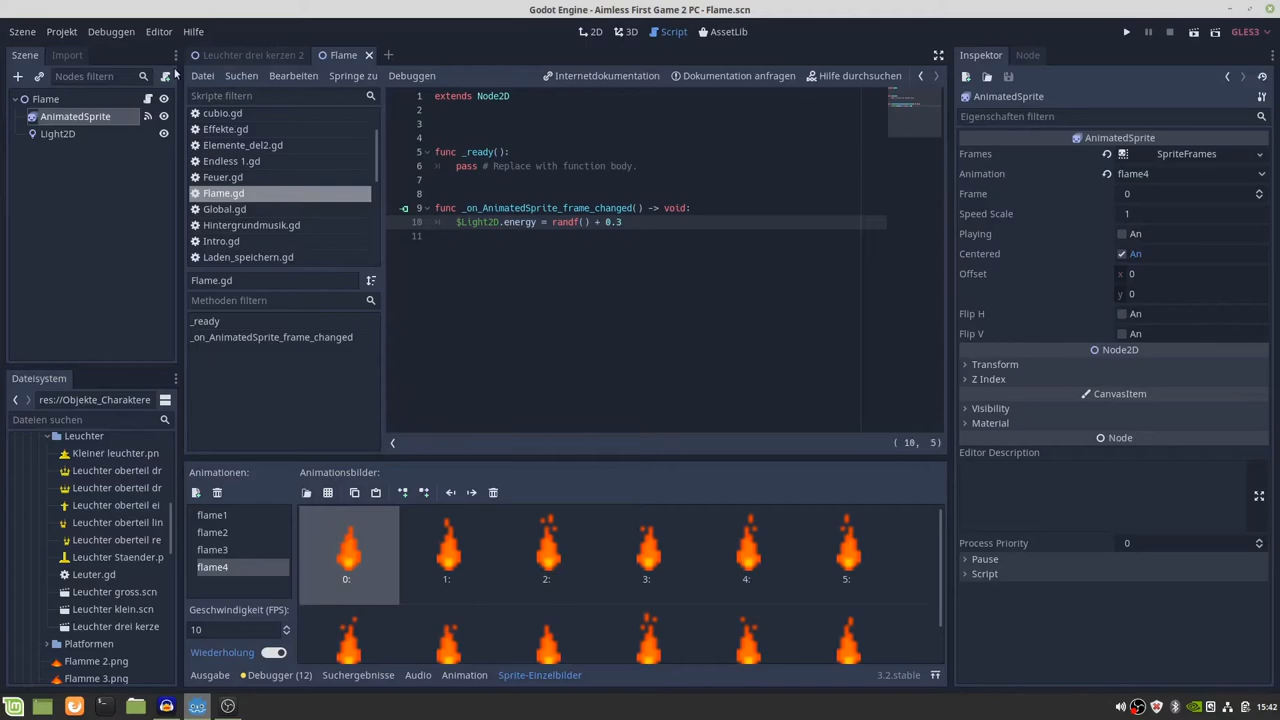 Godot Engine - Aimless First Game 2 PC - Flame.scn
Szene Projekt Debuggen Editor Hilfe
2D 3D Script AssetLib
GLES3
Szene Import
Nodes filtern
Flame
AnimatedSprite
Light2D
Leuchter drei kerzen 2 Flame
Datei Suchen Bearbeiten Springe zu Debuggen
Internetdokumentation Dokumentation anfragen Hilfe durchsuchen
Skripte filtern
cubio.gd
Effekte.gd
Elemente_del2.gd
Endless 1.gd
Feuer.gd
Flame.gd
Global.gd
Hintergrundmusik.gd
Intro.gd
Laden_speichern.gd
Flame.gd
Methoden filtern
_ready
_on_AnimatedSprite_frame_changed
1 extends Node2D
2
3
4
5 func _ready():
6 pass # Replace with function body.
7
8
9 func _on_AnimatedSprite_frame_changed() -> void:
10 $Light2D.energy = randf() + 0.3
11
( 10, 5)
Dateisystem
res://Objekte_Charaktere
Dateien suchen
Leuchter
Kleiner leuchter.pn
Leuchter oberteil dr
Leuchter oberteil dr
Leuchter oberteil ei
Leuchter oberteil lin
Leuchter oberteil re
Leuchter Staender.p
Leuter.gd
Leuchter gross.scn
Leuchter klein.scn
Leuchter drei kerze
Platformen
Flamme 2.png
Flamme 3.png
Animationen:
flame1
flame2
flame3
flame4
Geschwindigkeit (FPS):
10
Wiederholung
Animationsbilder:
0: 1: 2: 3: 4: 5:
Ausgabe Debugger (12) Suchergebnisse Audio Animation Sprite-Einzelbilder
3.2.stable
Inspektor Node
AnimatedSprite
Eigenschaften filtern
AnimatedSprite
Frames SpriteFrames
Animation flame4
Frame 0
Speed Scale 1
Playing An
Centered An
Offset x 0
y 0
Flip H An
Flip V An
Node2D
Transform
Z Index
CanvasItem
Visibility
Material
Node
Editor Description
Process Priority 0
Pause
Script
15:42